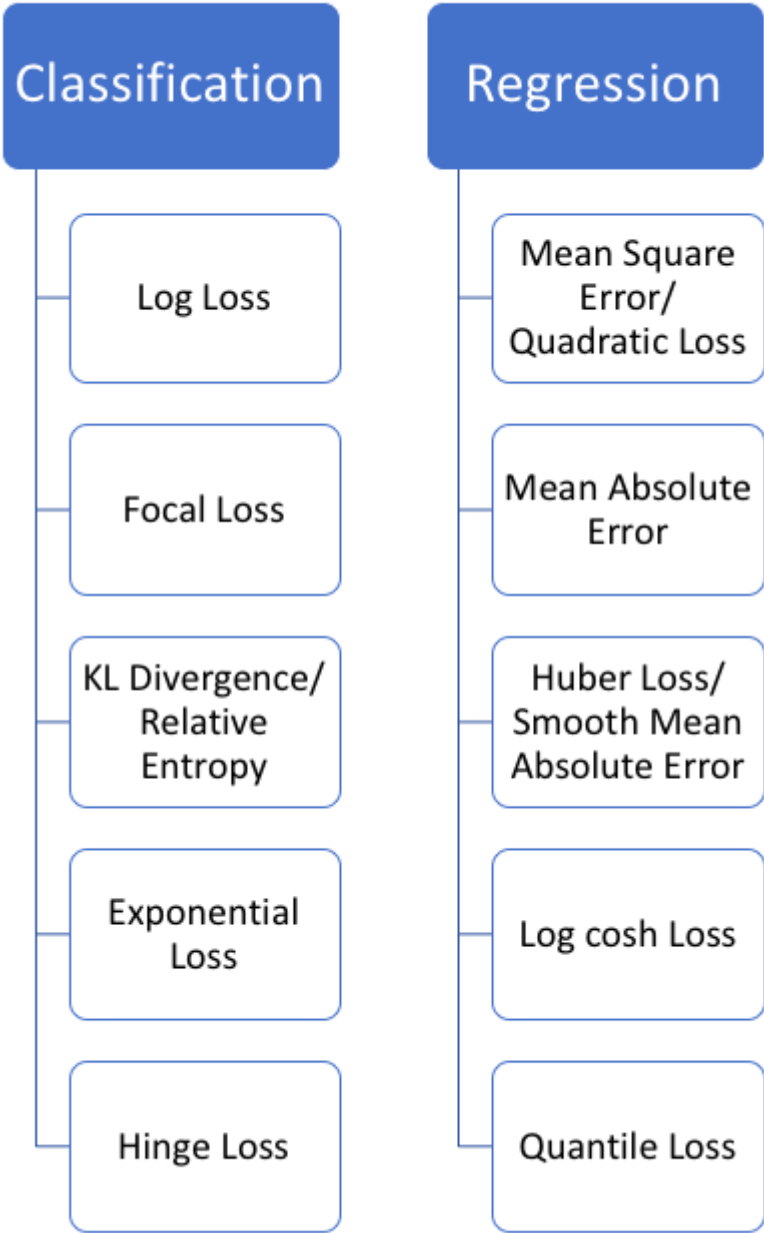 Classification
Log Loss
Focal Loss
KL Divergence/
Relative
Entropy
Exponential
Loss
Hinge Loss
Regression
Mean Square
Error/
Quadratic Loss
Mean Absolute
Error
Huber Loss/
Smooth Mean
Absolute Error
Log cosh Loss
Quantile Loss